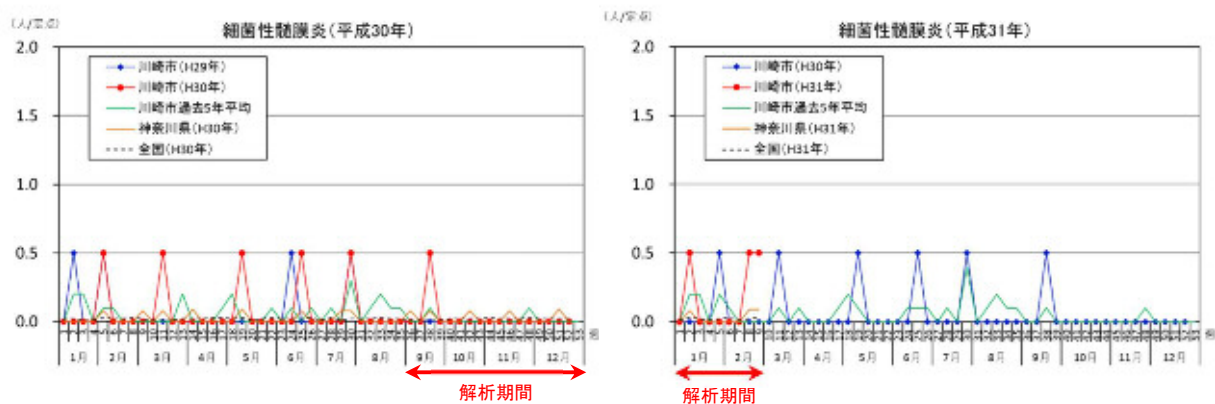 (人/定点)
細菌性髄膜炎(平成30年)
2.0
川崎市(H29年)
川崎市(H30年)
川崎市過去5年平均
神奈川県(H30年)
全国(H30年)
1.5
1.0
0.5
0.0
週
1月 2月 3月 4月 5月 6月 7月 8月 9月 10月 11月 12月
解析期間
(人/定点)
細菌性髄膜炎(平成31年)
2.0
川崎市(H30年)
川崎市(H31年)
川崎市過去5年平均
神奈川県(H31年)
全国(H31年)
1.5
1.0
0.5
0.0
週
1月 2月 3月 4月 5月 6月 7月 8月 9月 10月 11月 12月
解析期間